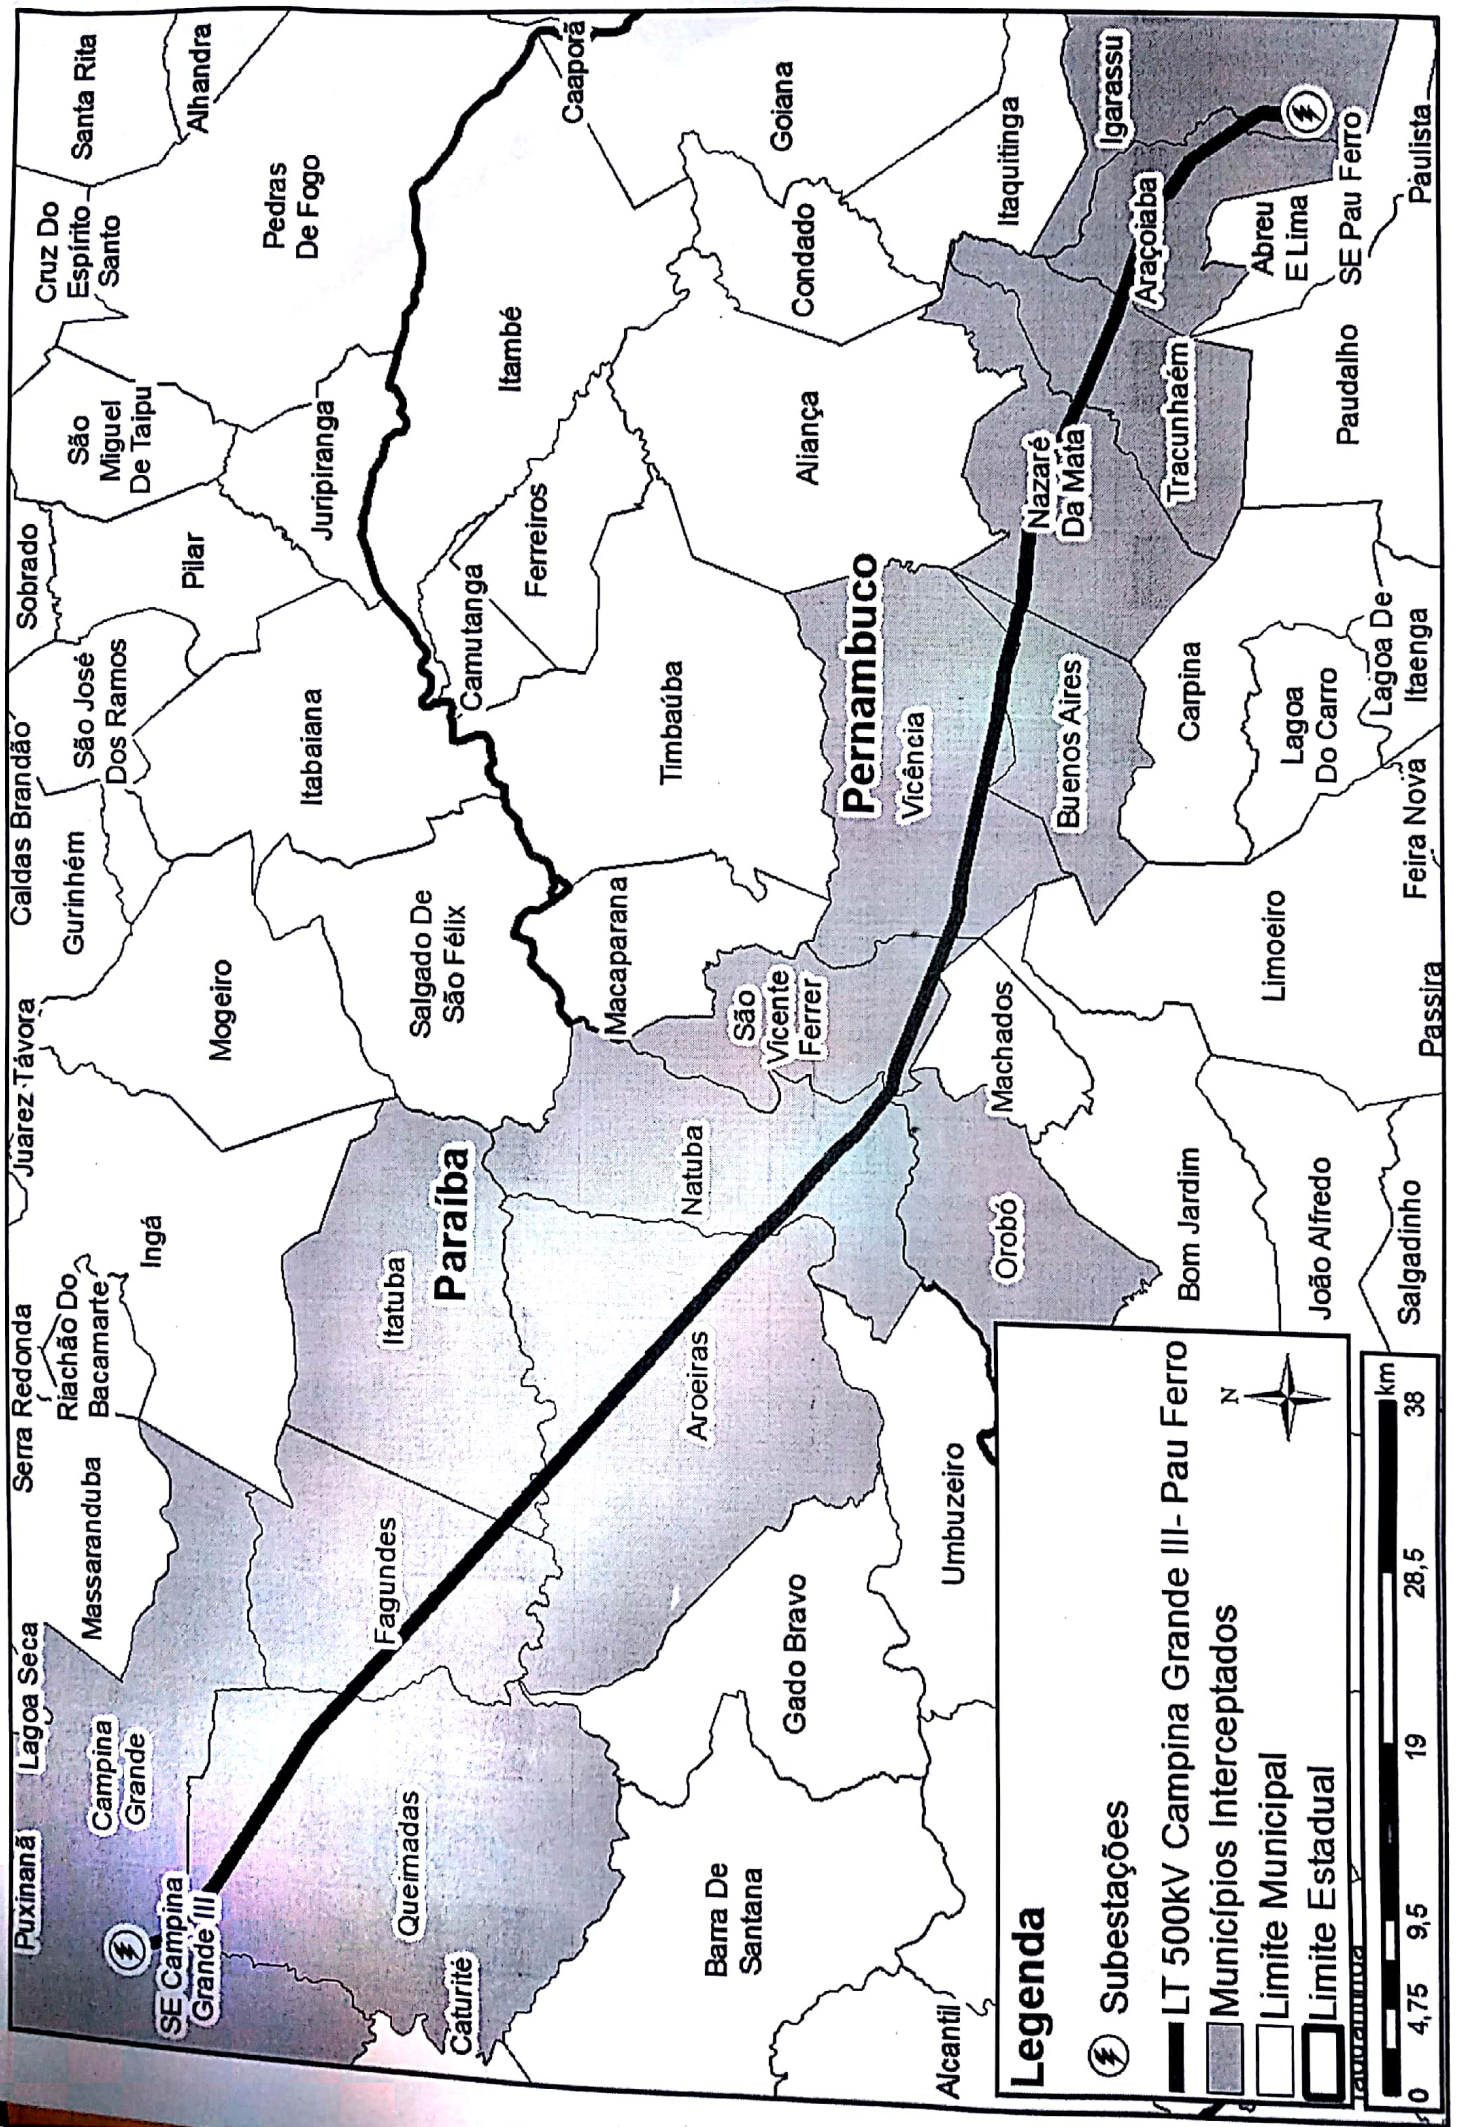 Puxinanã
Lagoa Seca
Serra Redonda
Juarez Távora
Caldas Brandão
Sobrado
Cruz Do
Espírito
Santo
Santa Rita
Alhandra
Campina
Grande
Massaranduba
Riachão Do
Bacamarte
Gurinhém
São José
Dos Ramos
São
Miguel
De Taipu
Pilar
Ingá
Mogeiro
Itabaiana
Juripiranga
Pedras
De Fogo
SE Campina
Grande III
Queimadas
Caturité
Fagundes
Itatuba
Paraíba
Salgado De
São Félix
Camutanga
Ferreiros
Itambé
Caaporã
Goiana
Macaparana
Timbaúba
Aroeiras
Natuba
São
Vicente
Ferrer
Pernambuco
Vicência
Aliança
Condado
Itaquitinga
Igarassu
Barra De
Santana
Gado Bravo
Alcantil
Umbuzeiro
Orobó
Machados
Buenos Aires
Nazaré
Da Mata
Tracunhaém
Araçoiaba
Abreu
E Lima
SE Pau Ferro
Paulista
Bom Jardim
Limoeiro
Carpina
Lagoa
Do Carro
Lagoa De
Itaenga
Paudalho
João Alfredo
Salgadinho
Passira
Feira Nova
Legenda
Subestações
LT 500kV Campina Grande III- Pau Ferro
Municípios Interceptados
Limite Municipal
Limite Estadual
N
0 4,75 9,5 19 28,5 38
km